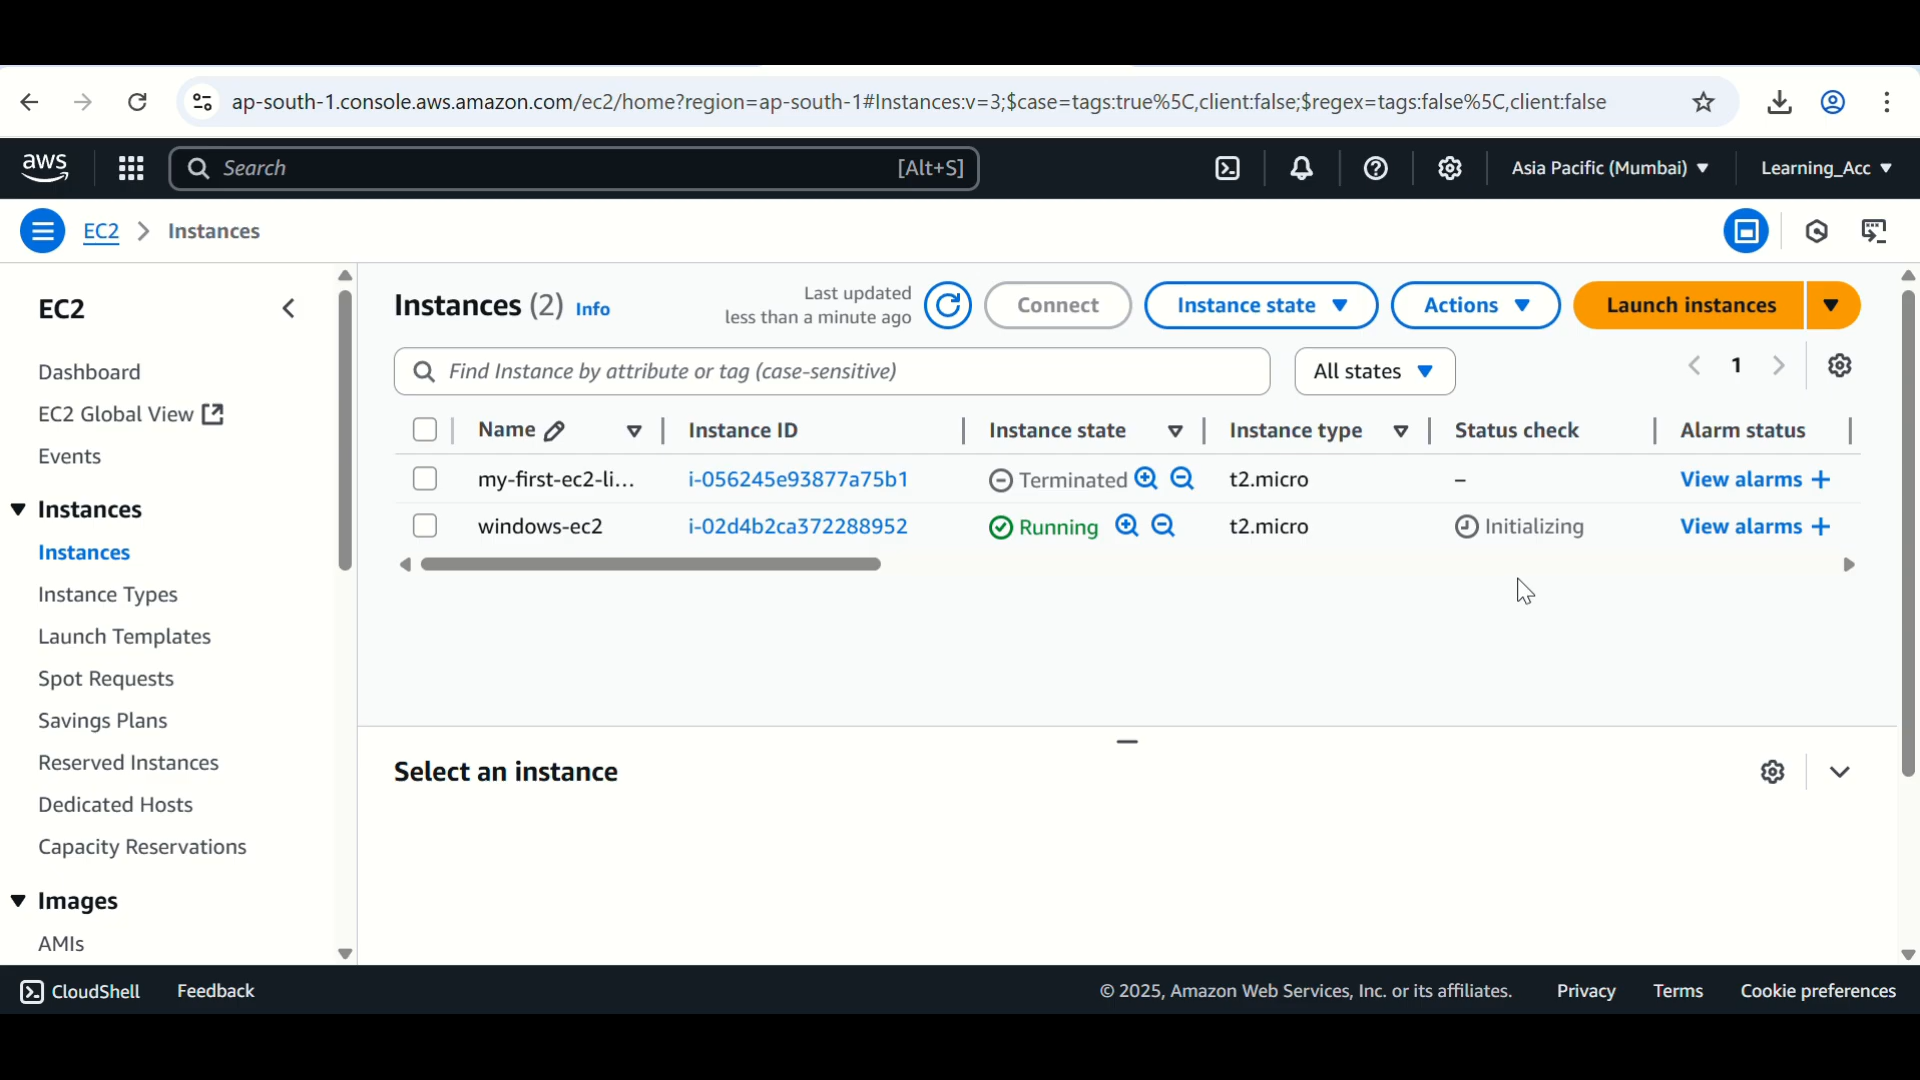 ap-south-1.console.aws.amazon.com/ec2/home?region=ap-south-1#Instances:v=3;$case=tags:true%5C,client:false;$regex=tags:false%5C,client:false
aws Search [Alt+S] Asia Pacific (Mumbai) Learning_Acc
EC2 Instances
EC2
Dashboard
EC2 Global View
Events
Instances
Instances
Instance Types
Launch Templates
Spot Requests
Savings Plans
Reserved Instances
Dedicated Hosts
Capacity Reservations
Images
AMIs
Instances (2) Info
Last updated
less than a minute ago
Connect Instance state Actions Launch instances
Find Instance by attribute or tag (case-sensitive) All states 1
Name Instance ID Instance state Instance type Status check Alarm status
my-first-ec2-li... i-056245e93877a75b1 Terminated t2.micro – View alarms +
windows-ec2 i-02d4b2ca372288952 Running t2.micro Initializing View alarms +
Select an instance
CloudShell Feedback © 2025, Amazon Web Services, Inc. or its affiliates. Privacy Terms Cookie preferences